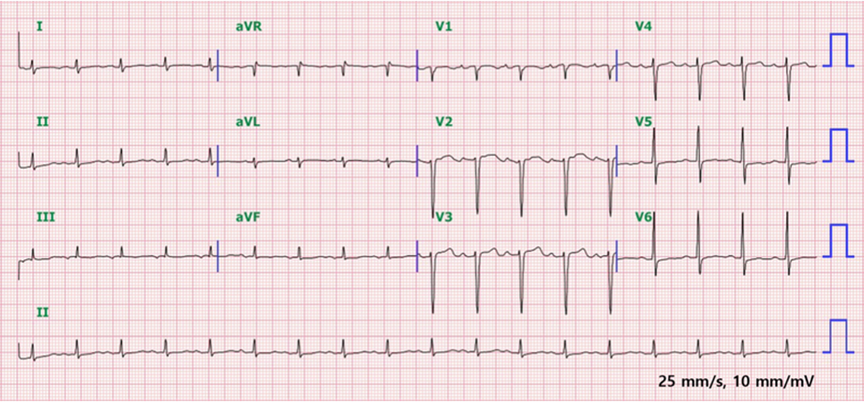 I aVR V1 V4
II aVL V2 V5
III aVF V3 V6
II
25 mm/s, 10 mm/mV